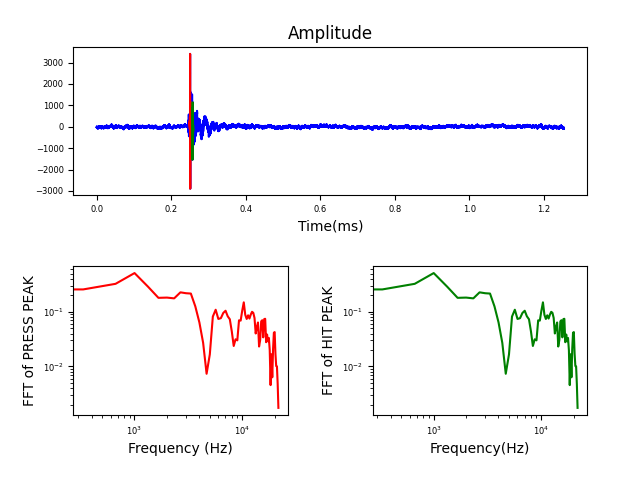 Amplitude
3000
2000
1000
0
−1000
−2000
−3000
0.0 0.2 0.4 0.6 0.8 1.0 1.2
Time(ms)
FFT of PRESS PEAK
10⁻¹
10⁻²
10³ 10⁴
Frequency (Hz)
FFT of HIT PEAK
10⁻¹
10⁻²
10³ 10⁴
Frequency(Hz)